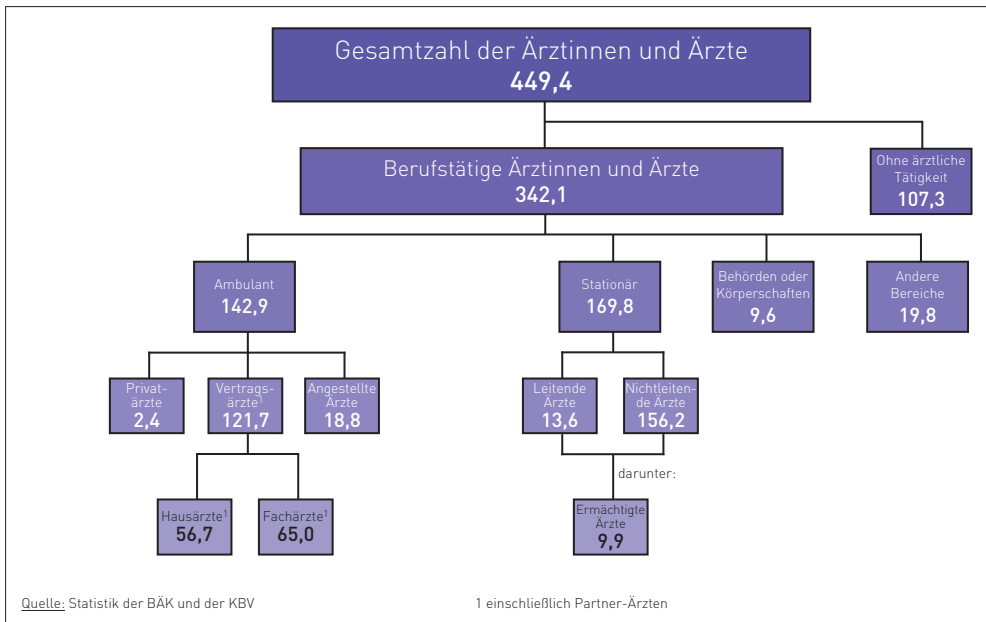 Gesamtzahl der Ärztinnen und Ärzte
449,4
Berufstätige Ärztinnen und Ärzte
342,1
Ohne ärztliche
Tätigkeit
107,3
Ambulant
142,9
Stationär
169,8
Behörden oder
Körperschaften
9,6
Andere
Bereiche
19,8
Privat-
ärzte
2,4
Vertrags-
ärzte¹
121,7
Angestellte
Ärzte
18,8
Leitende
Ärzte
13,6
Nichtleiten-
de Ärzte
156,2
darunter:
Hausärzte¹
56,7
Fachärzte¹
65,0
Ermächtigte
Ärzte
9,9
Quelle: Statistik der BÄK und der KBV
1 einschließlich Partner-Ärzten